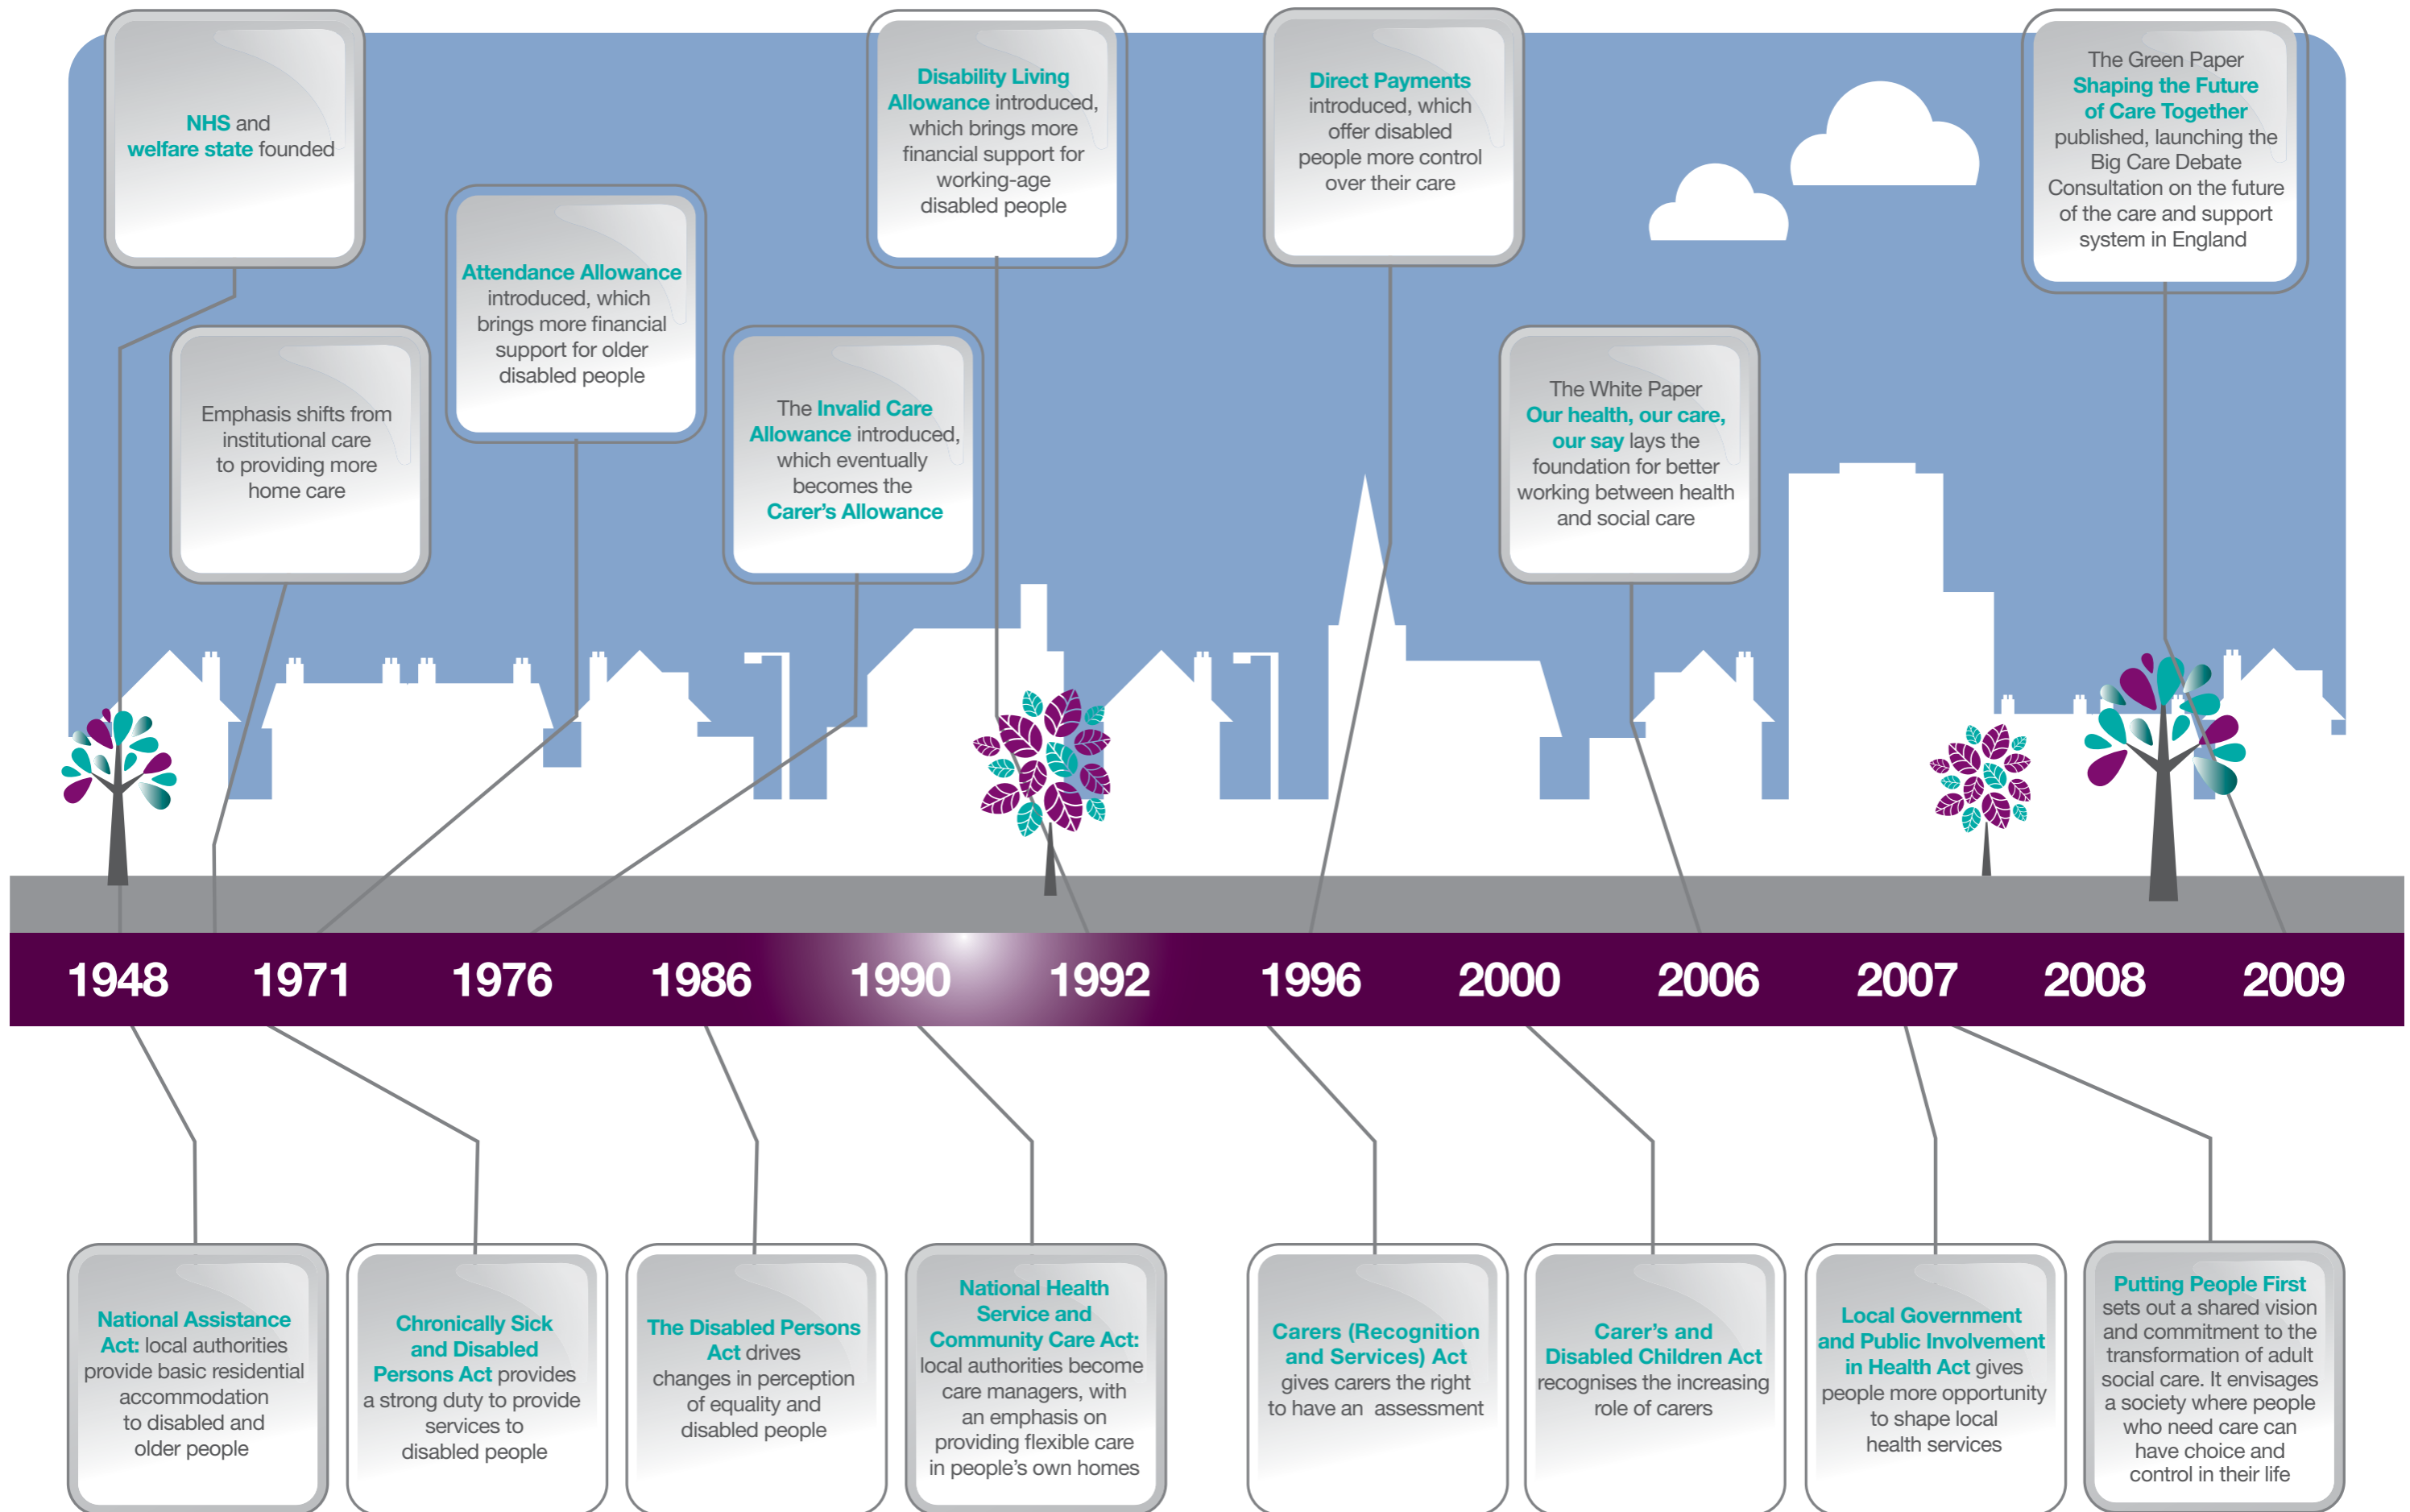 NHS and
welfare state founded
Emphasis shifts from
institutional care
to providing more
home care
Attendance Allowance
introduced, which
brings more financial
support for older
disabled people
The Invalid Care
Allowance introduced,
which eventually
becomes the
Carer’s Allowance
Disability Living
Allowance introduced,
which brings more
financial support for
working-age
disabled people
Direct Payments
introduced, which
offer disabled
people more control
over their care
The White Paper
Our health, our care,
our say lays the
foundation for better
working between health
and social care
The Green Paper
Shaping the Future
of Care Together
published, launching the
Big Care Debate
Consultation on the future
of the care and support
system in England
1948 1971 1976 1986 1990 1992 1996 2000 2006 2007 2008 2009
National Assistance
Act: local authorities
provide basic residential
accommodation
to disabled and
older people
Chronically Sick
and Disabled
Persons Act provides
a strong duty to provide
services to
disabled people
The Disabled Persons
Act drives
changes in perception
of equality and
disabled people
National Health
Service and
Community Care Act:
local authorities become
care managers, with
an emphasis on
providing flexible care
in people’s own homes
Carers (Recognition
and Services) Act
gives carers the right
to have an assessment
Carer’s and
Disabled Children Act
recognises the increasing
role of carers
Local Government
and Public Involvement
in Health Act gives
people more opportunity
to shape local
health services
Putting People First
sets out a shared vision
and commitment to the
transformation of adult
social care. It envisages
a society where people
who need care can
have choice and
control in their life